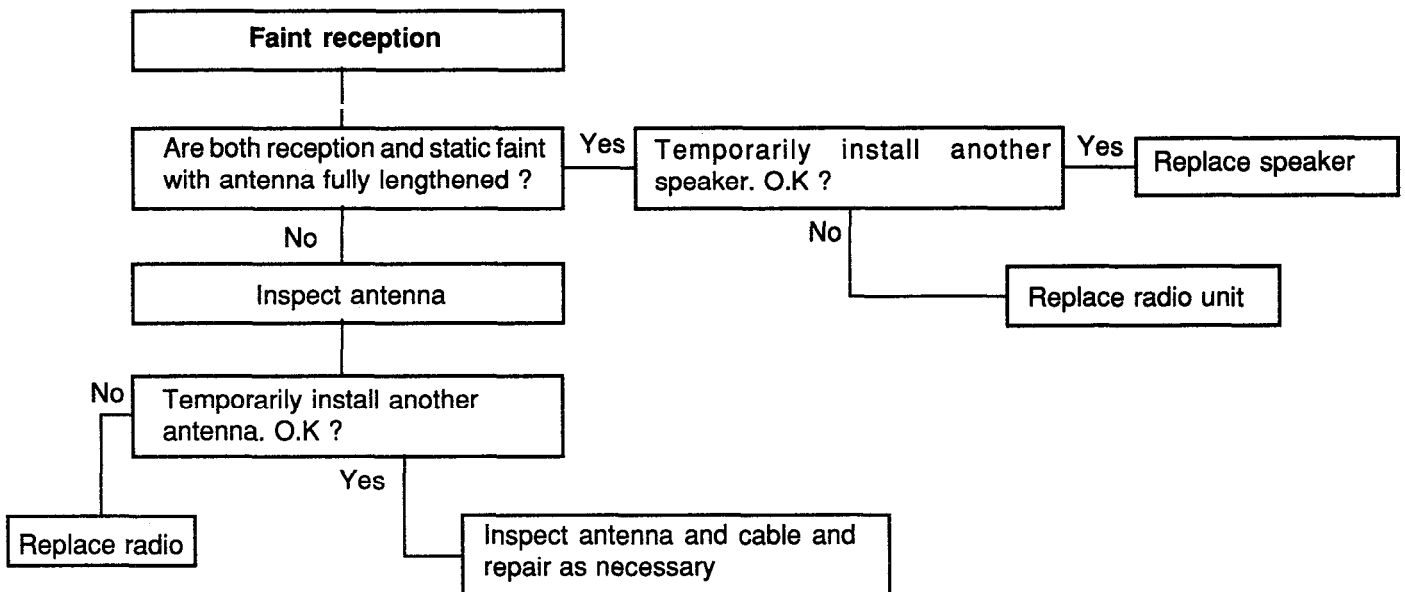 Faint reception
Are both reception and static faint
with antenna fully lengthened ?
Yes
Temporarily install another
speaker. O.K ?
Yes
Replace speaker
No
Replace radio unit
No
Inspect antenna
Temporarily install another
antenna. O.K ?
No
Replace radio
Yes
Inspect antenna and cable and
repair as necessary